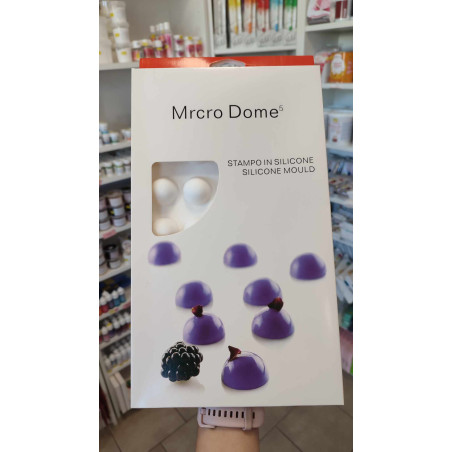 Mrcro Dome⁵
STAMPO IN SILICONE
SILICONE MOULD